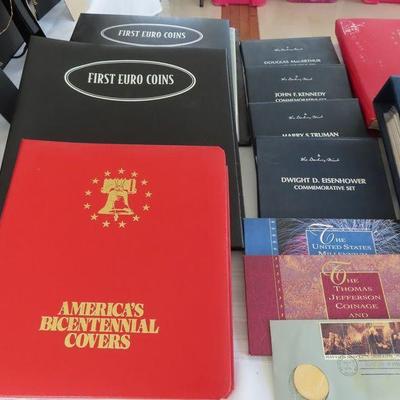 FIRST EURO COINS
FIRST EURO COINS
AMERICA'S
BICENTENNIAL
COVERS
DOUGLAS MacARTHUR
The Danbury Mint
JOHN F. KENNEDY
COMMEMORATIVE SET
The Danbury Mint
HARRY S. TRUMAN
The Danbury Mint
DWIGHT D. EISENHOWER
COMMEMORATIVE SET
THE
UNITED STATES
MILLENNIUM
THE
THOMAS
JEFFERSON
COINAGE
AND